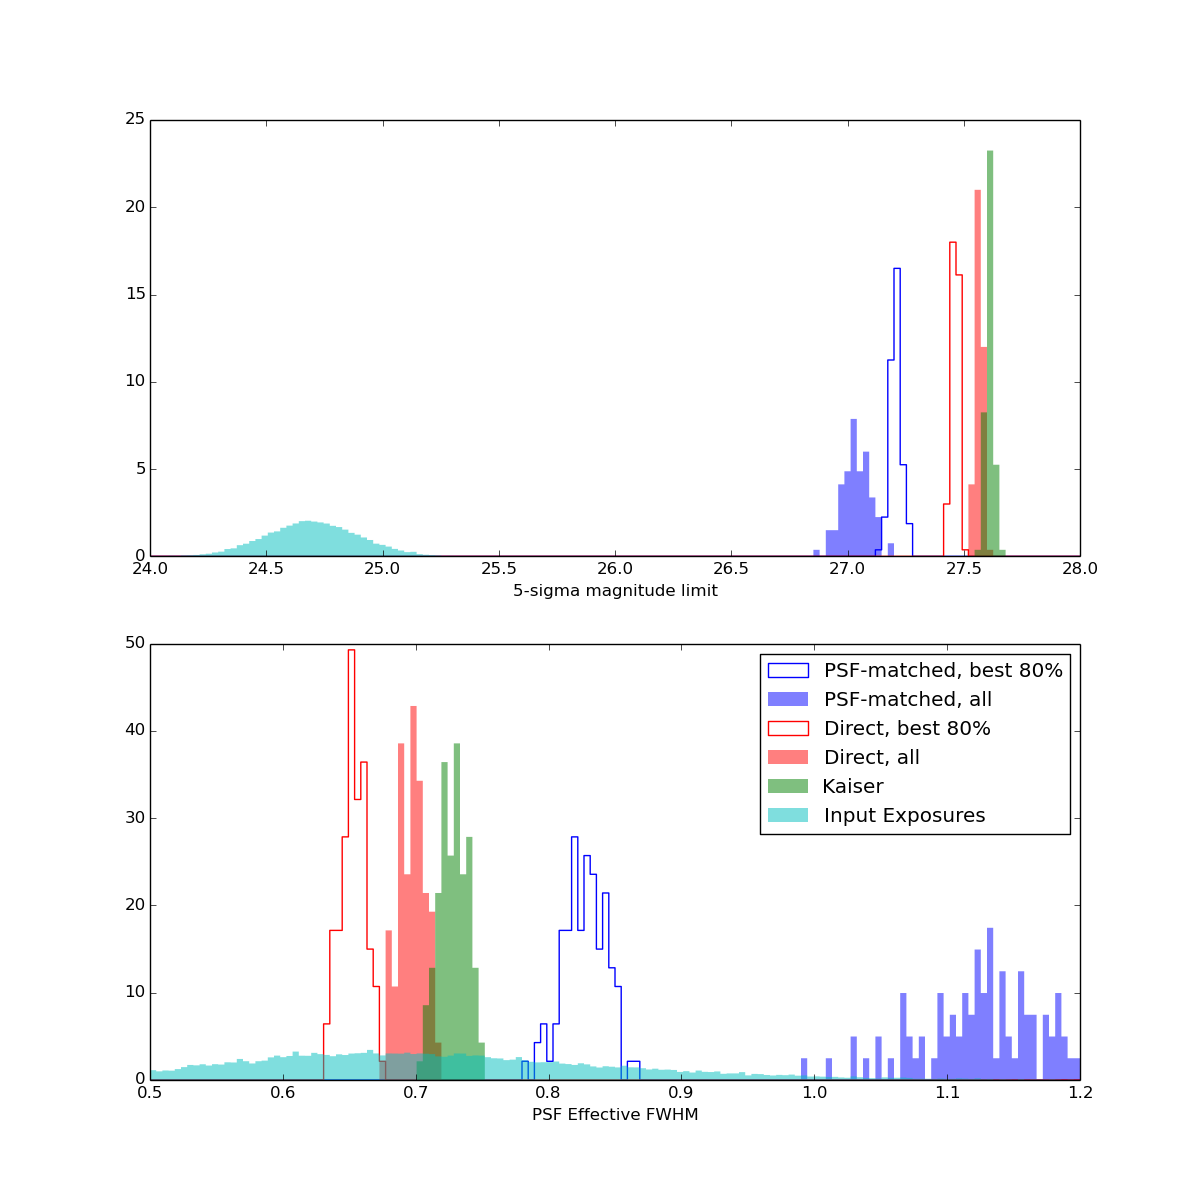 25
20
15
10
5
0
24.0 24.5 25.0 25.5 26.0 26.5 27.0 27.5 28.0
5-sigma magnitude limit
50
40
30
20
10
0
PSF-matched, best 80%
PSF-matched, all
Direct, best 80%
Direct, all
Kaiser
Input Exposures
0.5 0.6 0.7 0.8 0.9 1.0 1.1 1.2
PSF Effective FWHM